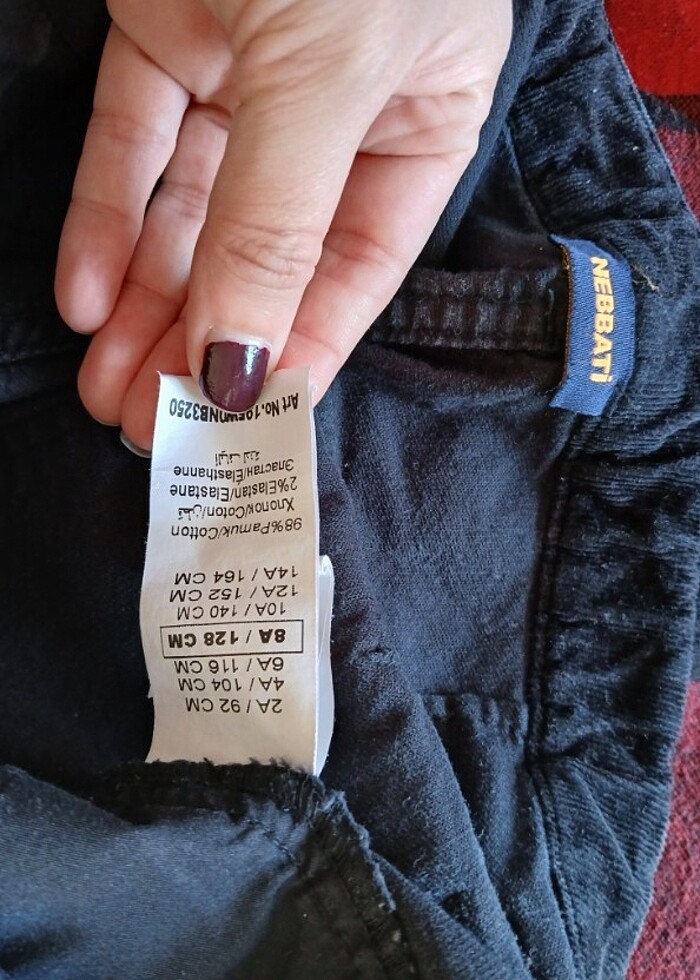 NEBBATİ
2A / 92 CM
4A / 104 CM
6A / 116 CM
8A / 128 CM
10A / 140 CM
12A / 152 CM
14A / 164 CM
98%Pamuk/Cotton
Хлопок/Coton/قطن
2%Elastan/Elastane
Эластан/Élasthanne
Art No.